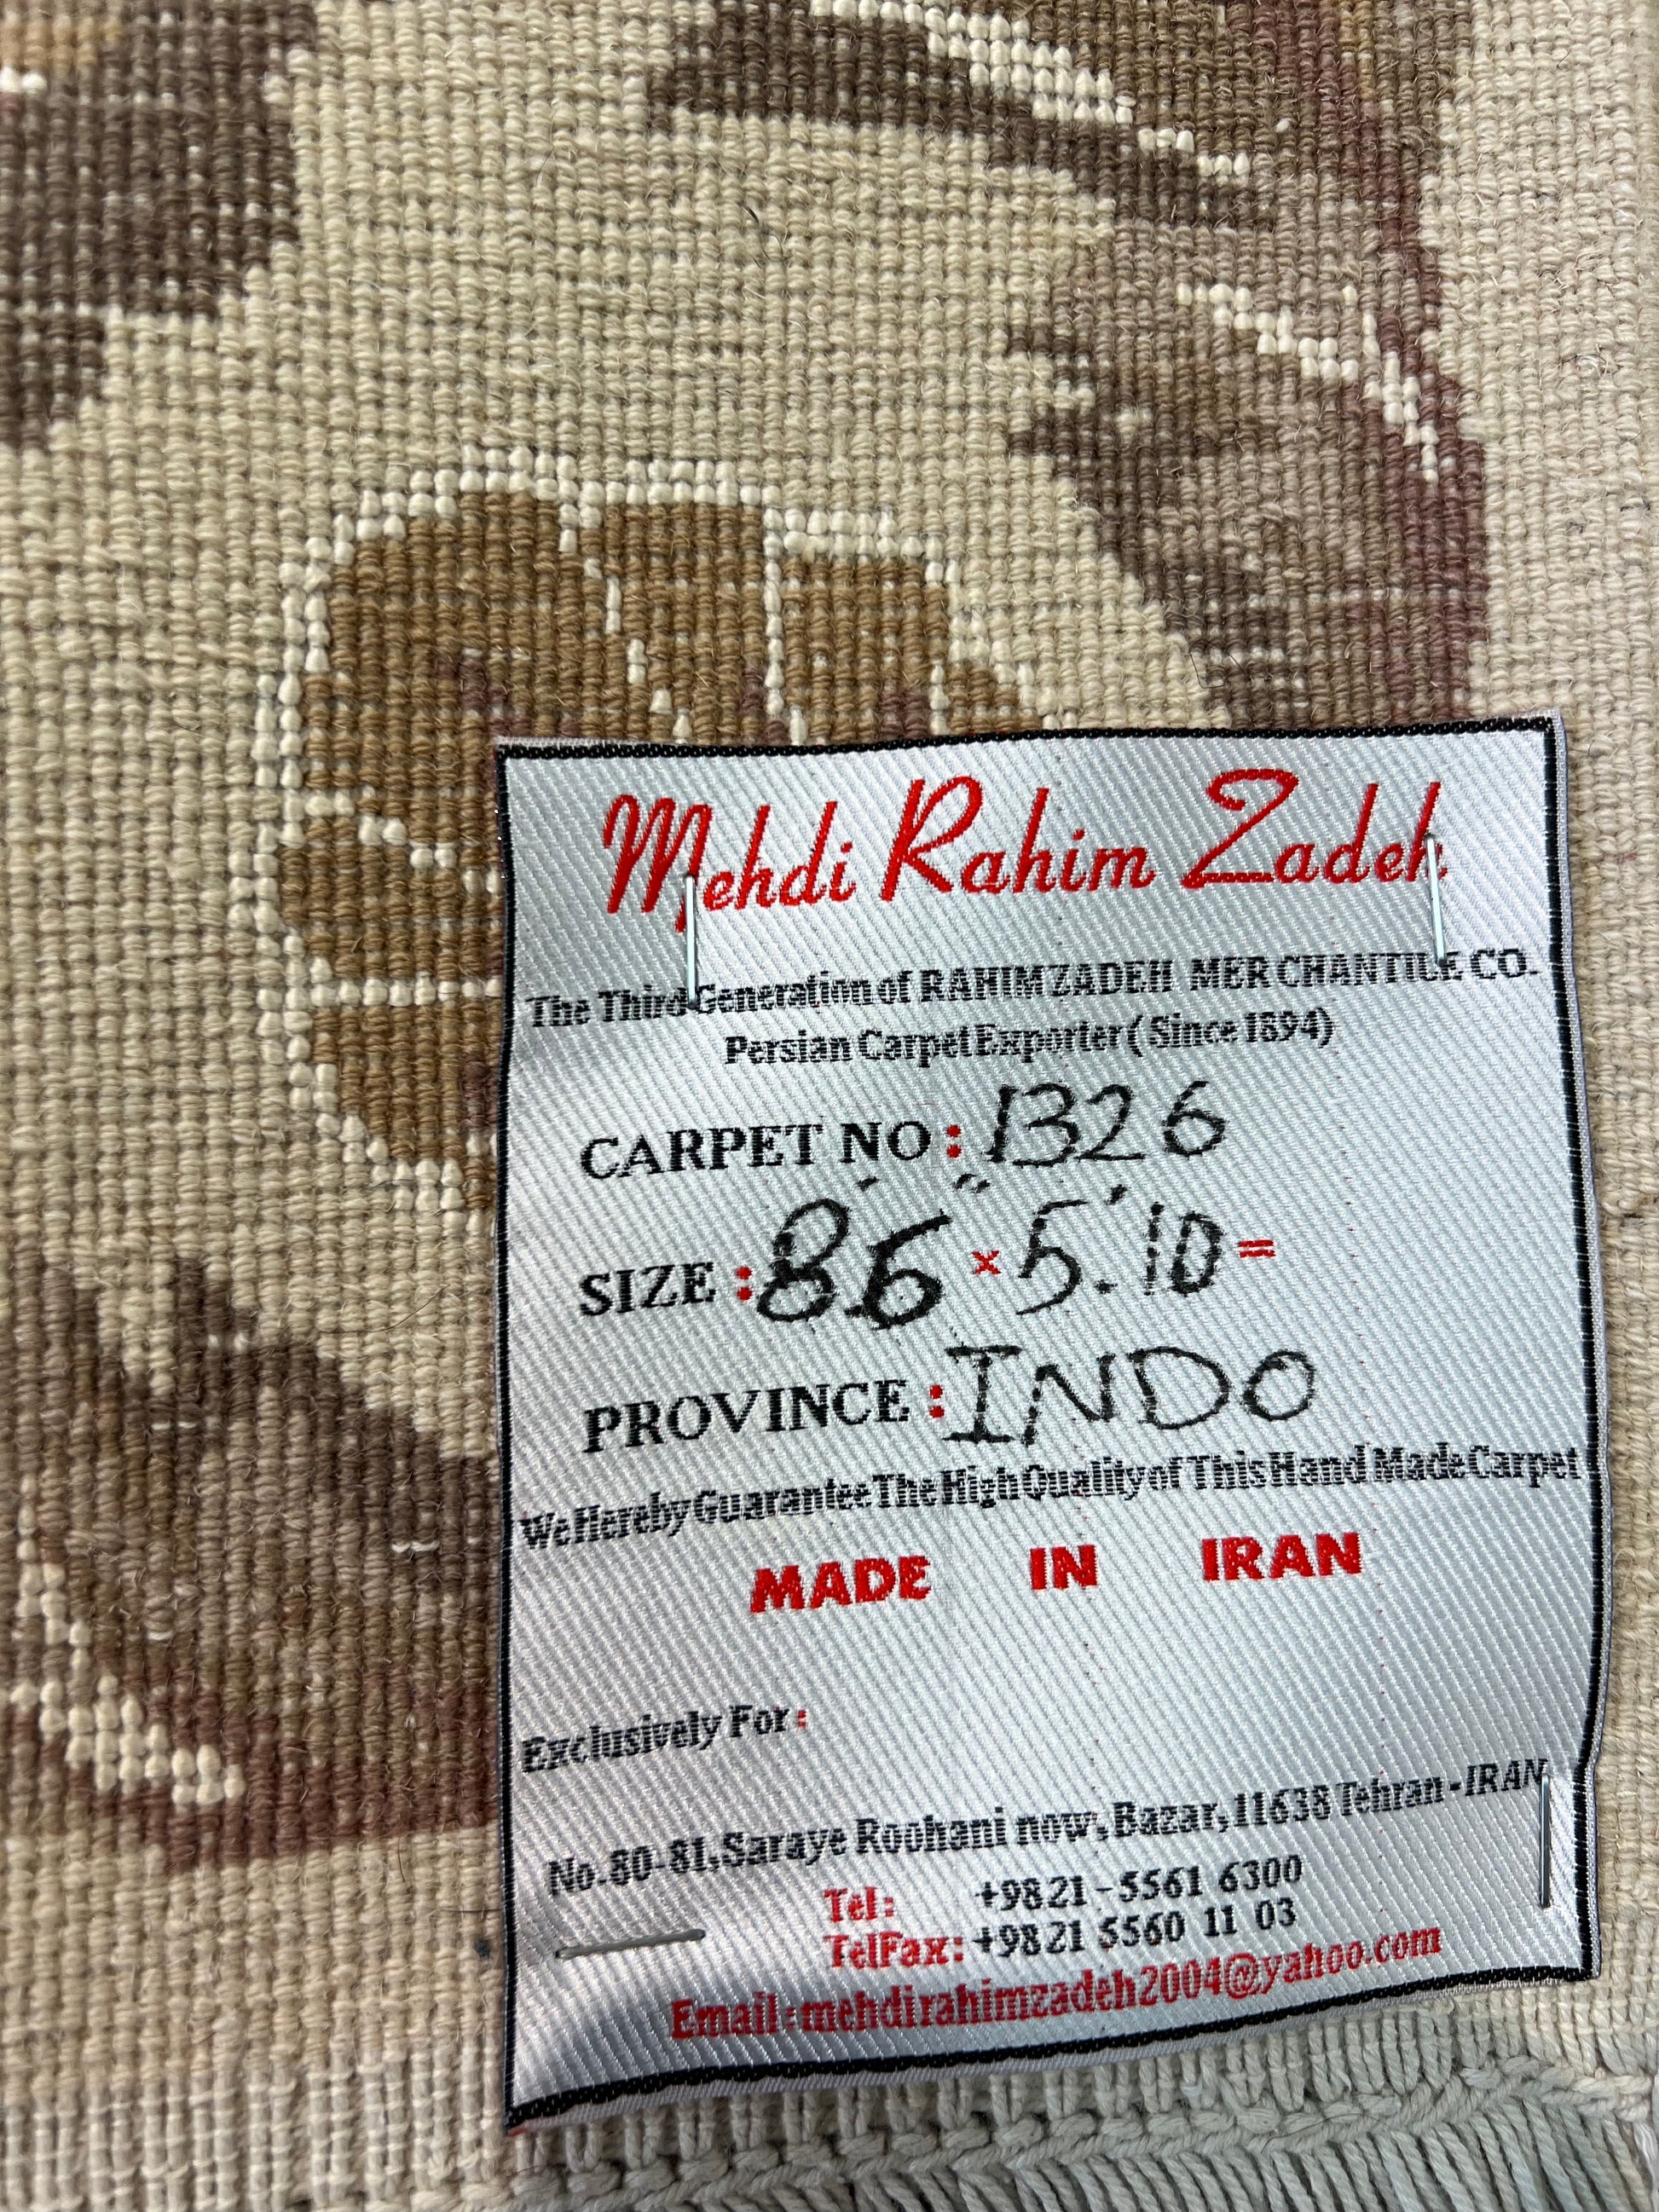 Mehdi Rahim Zadeh
The Third Generation of RAHIMZADEH MERCHANTILE CO.
Persian Carpet Exporter ( Since 1894)
CARPET NO : 1326
SIZE : 8.6 × 5.10 =
PROVINCE : INDO
We Hereby Guarantee The High Quality of This Hand Made Carpet
MADE IN IRAN
Exclusively For :
No. 80-81, Saraye Roohani now, Bazar, 11638 Tehran - IRAN
Tel: +9821-5561 6300
TelFax: +9821 5560 11 03
Email: mehdirahimzadeh2004@yahoo.com